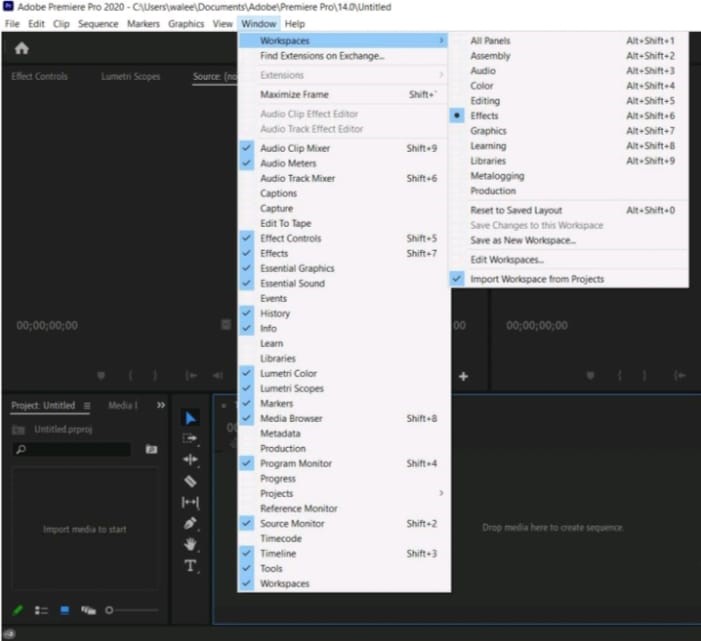 Adobe Premiere Pro 2020 - C:\Users\walee\Documents\Adobe\Premiere Pro\14.0\Untitled
File Edit Clip Sequence Markers Graphics View Window Help
Effect Controls Lumetri Scopes Source: (no
Workspaces
Find Extensions on Exchange...
Extensions
Maximize Frame Shift+`
Audio Clip Effect Editor
Audio Track Effect Editor
Audio Clip Mixer Shift+9
Audio Meters
Audio Track Mixer Shift+6
Captions
Capture
Edit To Tape
Effect Controls Shift+5
Effects Shift+7
Essential Graphics
Essential Sound
Events
History
Info
Learn
Libraries
Lumetri Color
Lumetri Scopes
Markers
Media Browser Shift+8
Metadata
Production
Program Monitor Shift+4
Progress
Projects
Reference Monitor
Source Monitor Shift+2
Timecode
Timeline Shift+3
Tools
Workspaces
All Panels Alt+Shift+1
Assembly Alt+Shift+2
Audio Alt+Shift+3
Color Alt+Shift+4
Editing Alt+Shift+5
Effects Alt+Shift+6
Graphics Alt+Shift+7
Learning Alt+Shift+8
Libraries Alt+Shift+9
Metalogging
Production
Reset to Saved Layout Alt+Shift+0
Save Changes to this Workspace
Save as New Workspace...
Edit Workspaces...
Import Workspace from Projects
00;00;00;00
00
00;00;00;00
Project: Untitled Media
Untitled.prproj
Import media to start
Drop media here to create sequence.